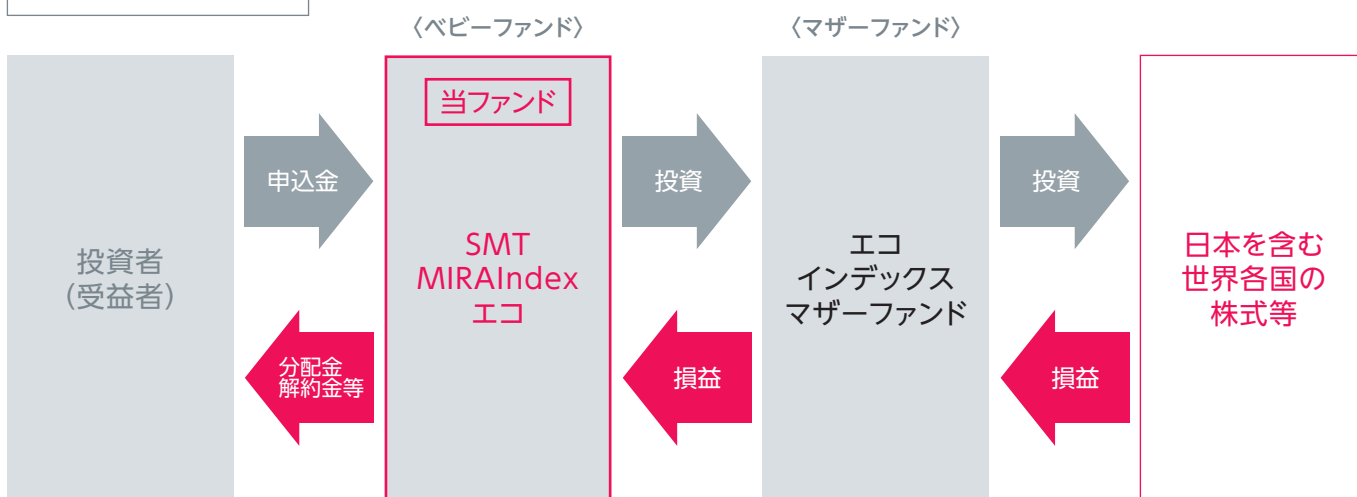 〈ベビーファンド〉
〈マザーファンド〉
当ファンド
申込金
投資
投資
投資者
(受益者)
SMT
MIRAIndex
エコ
エコ
インデックス
マザーファンド
日本を含む
世界各国の
株式等
分配金
解約金等
損益
損益